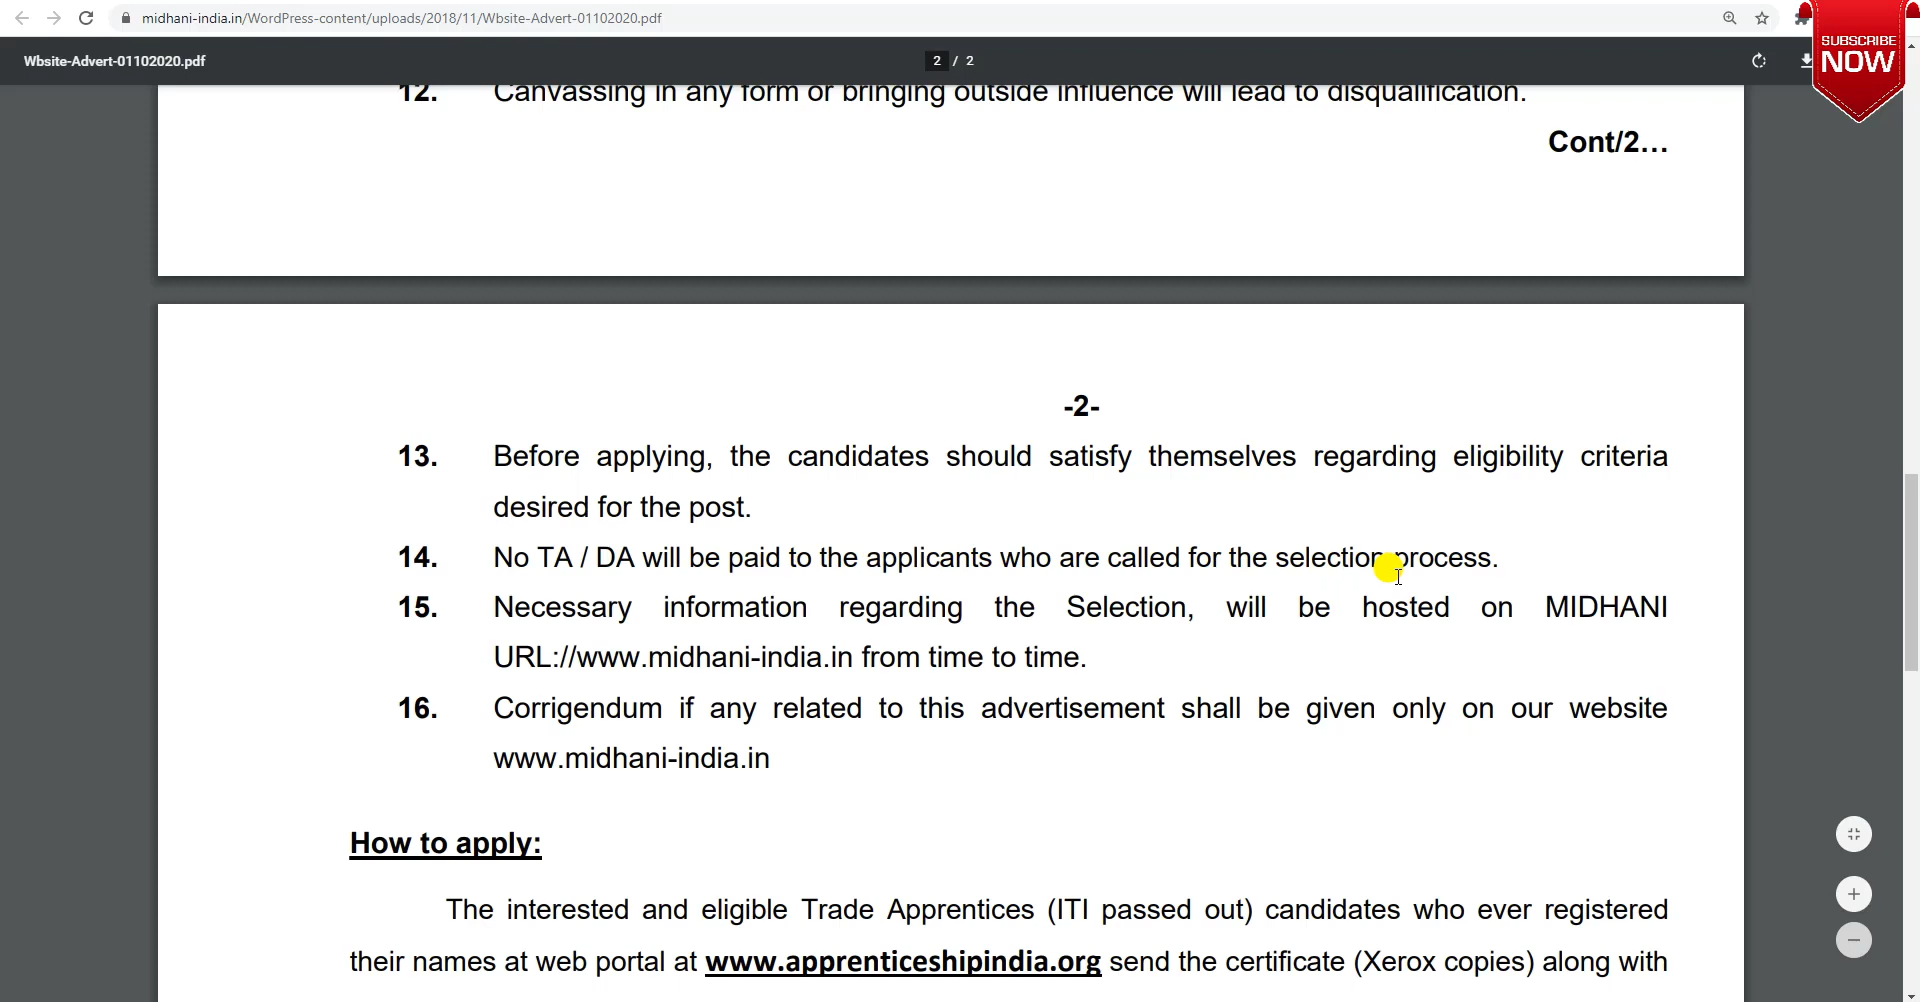 midhani-india.in/WordPress-content/uploads/2018/11/Wbsite-Advert-01102020.pdf
SUBSCRIBE
NOW
Wbsite-Advert-01102020.pdf
2 / 2
12. Canvassing in any form or bringing outside influence will lead to disqualification.
Cont/2...
-2-
13. Before applying, the candidates should satisfy themselves regarding eligibility criteria
desired for the post.
14. No TA / DA will be paid to the applicants who are called for the selection process.
15. Necessary information regarding the Selection, will be hosted on MIDHANI
URL://www.midhani-india.in from time to time.
16. Corrigendum if any related to this advertisement shall be given only on our website
www.midhani-india.in
How to apply:
The interested and eligible Trade Apprentices (ITI passed out) candidates who ever registered
their names at web portal at www.apprenticeshipindia.org send the certificate (Xerox copies) along with